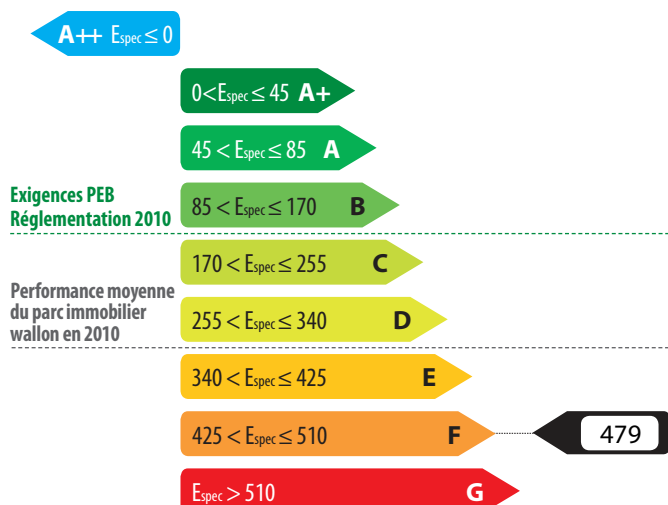 A++ Espec ≤ 0
0<Espec ≤ 45 A+
45 < Espec ≤ 85 A
Exigences PEB
Réglementation 2010
85 < Espec ≤ 170 B
170 < Espec ≤ 255 C
Performance moyenne
du parc immobilier
wallon en 2010
255 < Espec ≤ 340 D
340 < Espec ≤ 425 E
425 < Espec ≤ 510 F
479
Espec > 510 G